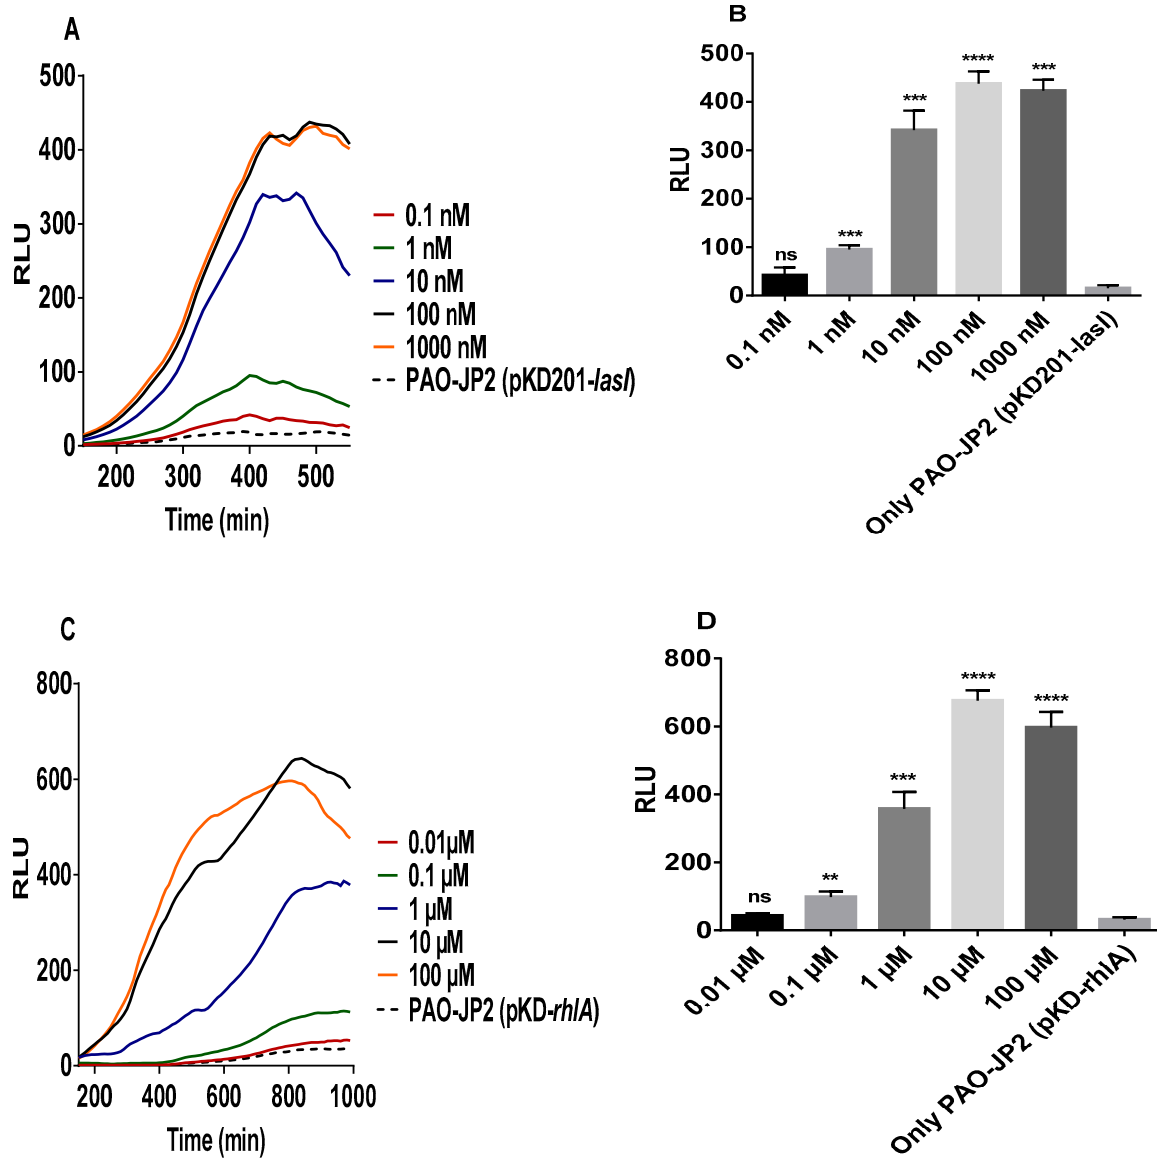 A
RLU
500
400
300
200
100
0
200
300
400
500
Time (min)
0.1 nM
1 nM
10 nM
100 nM
1000 nM
PAO-JP2 (pKD201-lasI)
B
RLU
500
400
300
200
100
0
ns
***
***
****
***
0.1 nM
1 nM
10 nM
100 nM
1000 nM
Only PAO-JP2 (pKD201-lasI)
C
RLU
800
600
400
200
0
200
400
600
800
1000
Time (min)
0.01µM
0.1 µM
1 µM
10 µM
100 µM
PAO-JP2 (pKD-rhlA)
D
RLU
800
600
400
200
0
ns
**
***
****
****
0.01 µM
0.1 µM
1 µM
10 µM
100 µM
Only PAO-JP2 (pKD-rhlA)